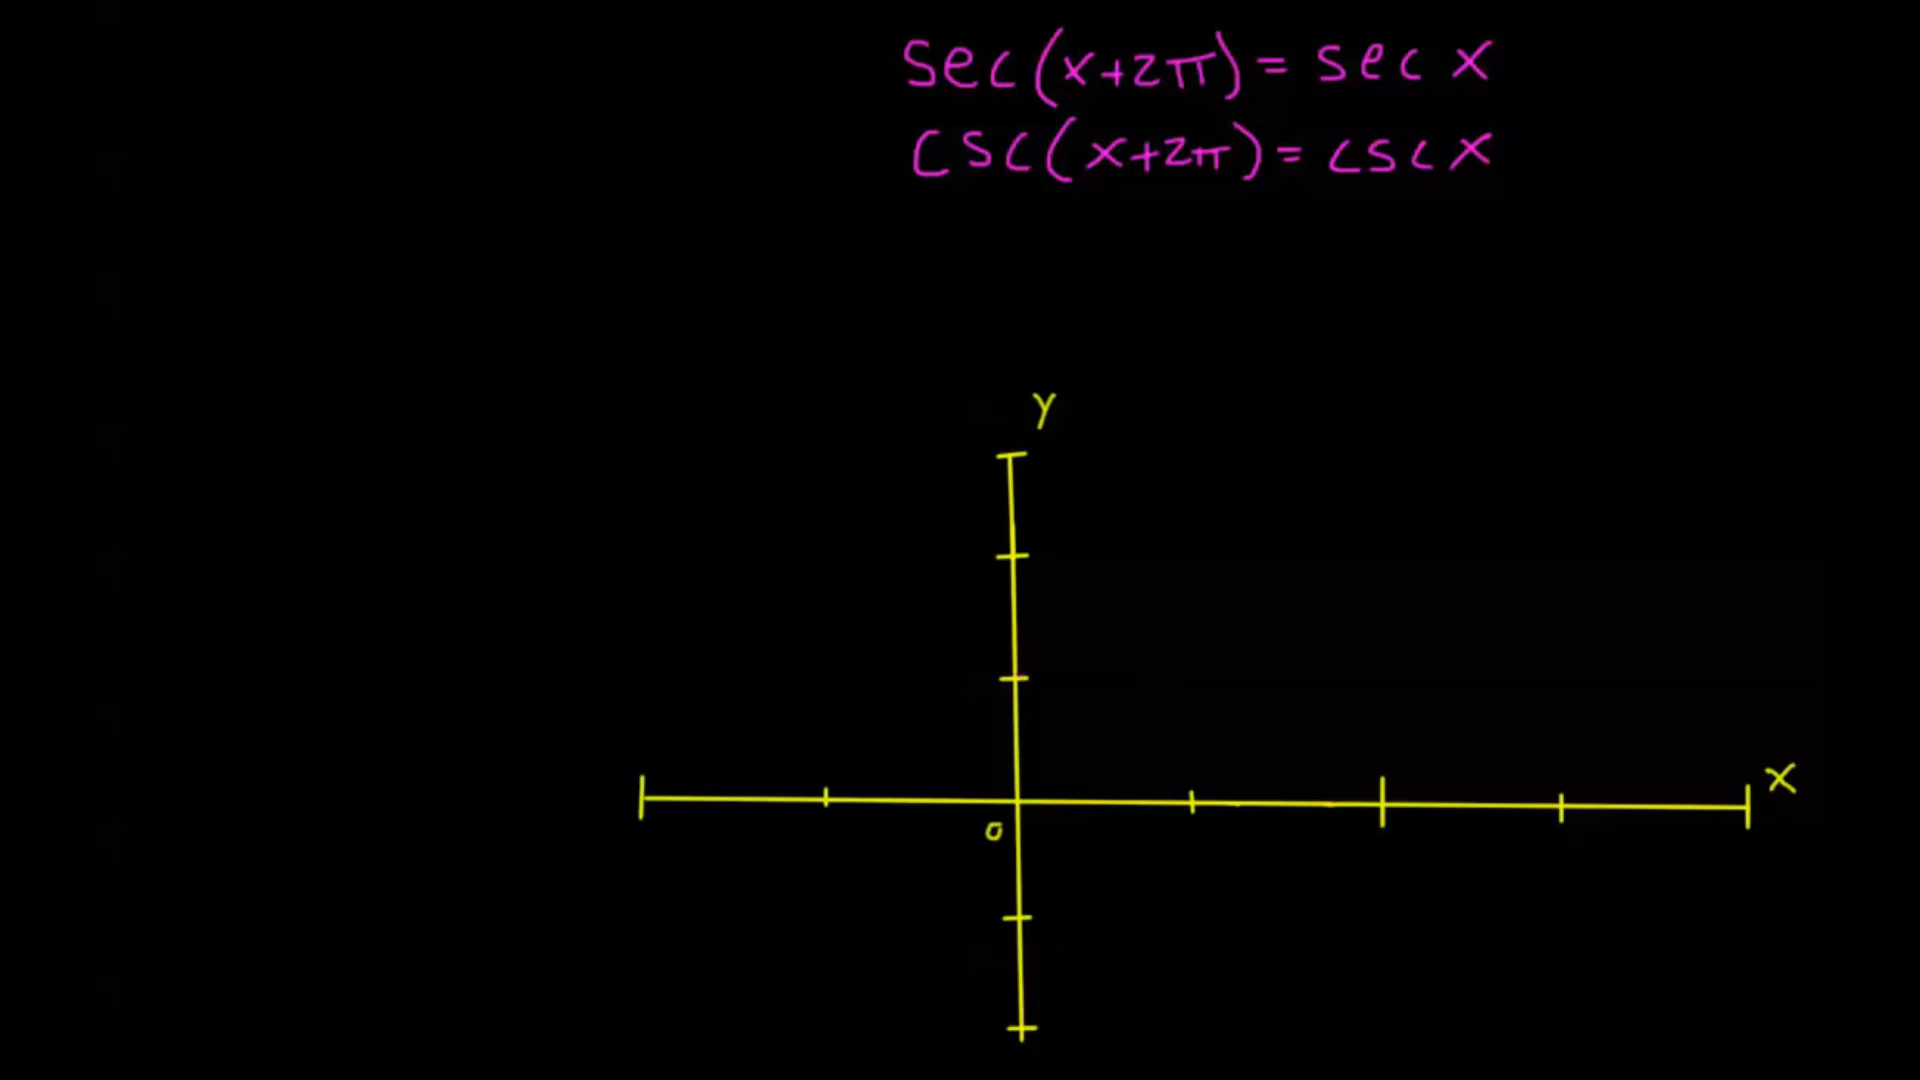 sec(x+2π)= sec x
csc(x+2π)= csc x
y
x
0